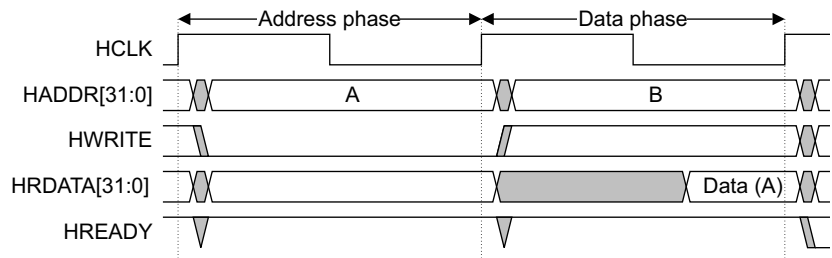 Address phase Data phase
HCLK
HADDR[31:0] A B
HWRITE
HRDATA[31:0] Data (A)
HREADY